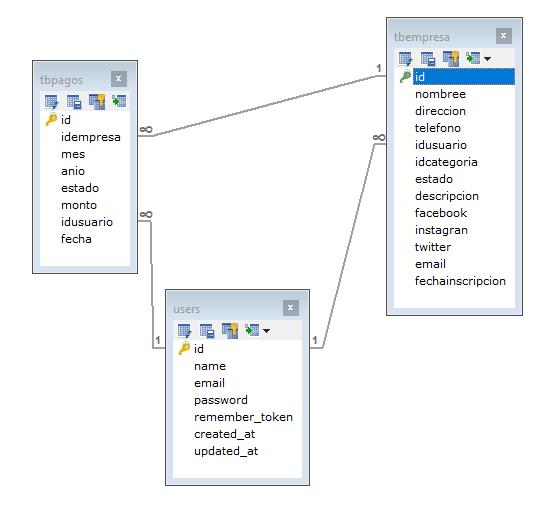 tbpagos
id
idempresa
mes
anio
estado
monto
idusuario
fecha
1
∞
∞
1
users
id
name
email
password
remember_token
created_at
updated_at
1
∞
tbempresa
id
nombree
direccion
telefono
idusuario
idcategoria
estado
descripcion
facebook
instagran
twitter
email
fechainscripcion